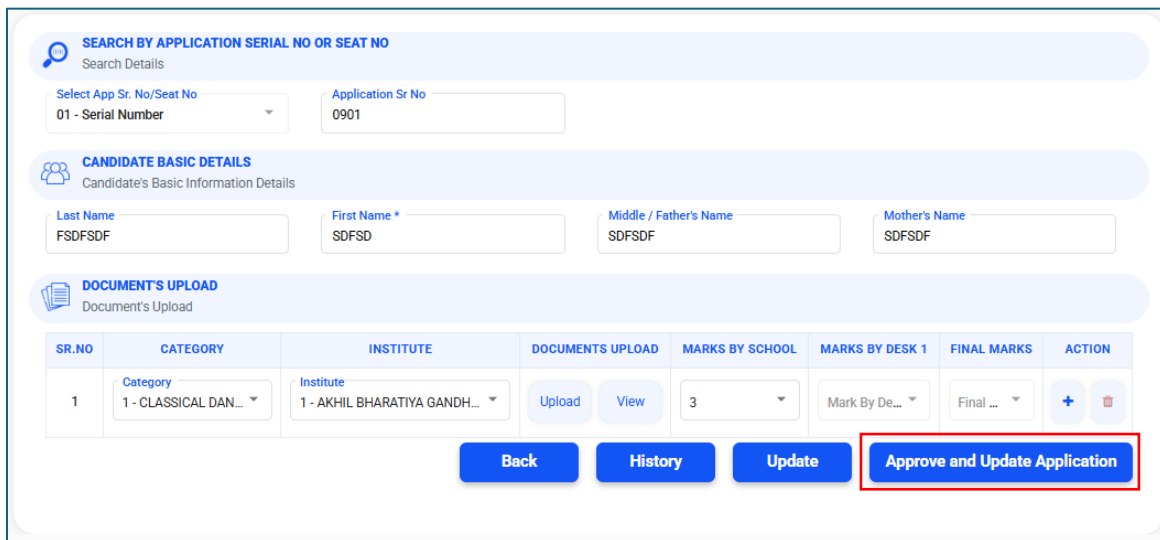 SEARCH BY APPLICATION SERIAL NO OR SEAT NO
Search Details
Select App Sr. No/Seat No
Application Sr No
01 - Serial Number
0901
CANDIDATE BASIC DETAILS
Candidate's Basic Information Details
Last Name
First Name *
Middle / Father's Name
Mother's Name
FSDFSDF
SDFSD
SDFSDF
SDFSDF
DOCUMENT'S UPLOAD
Document's Upload
SR.NO CATEGORY INSTITUTE DOCUMENTS UPLOAD MARKS BY SCHOOL MARKS BY DESK 1 FINAL MARKS ACTION
Category
Institute
1 1 - CLASSICAL DAN... 1 - AKHIL BHARATIYA GANDH... Upload View 3 Mark By De... Final ... +
Back History Update Approve and Update Application